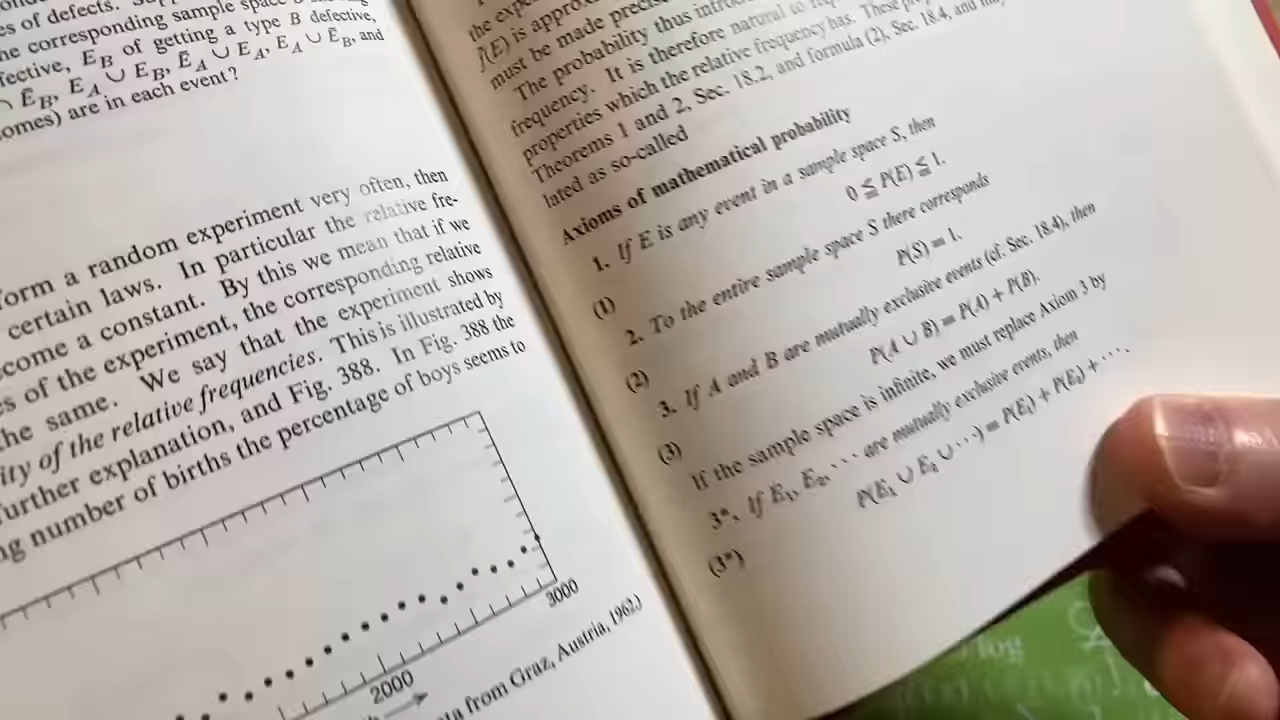 es of defects.
he corresponding sample space
fective, E_B of getting a type B defective,
∩ Ē_B, E_A ∪ E_B, Ē_A ∪ E_A, E_A ∪ Ē_B, and
omes) are in each event?
form a random experiment very often, then
certain laws. In particular the relative fre-
come a constant. By this we mean that if we
es of the experiment, the corresponding relative
the same. We say that the experiment shows
ity of the relative frequencies. This is illustrated by
further explanation, and Fig. 388. In Fig. 388 the
ng number of births the percentage of boys seems to
3000
2000
ta from Graz, Austria, 1962.)
the
f(E) is appro
must be made precis
The probability thus introd
frequency. It is therefore natural to
properties which the relative frequency has. These
Theorems 1 and 2, Sec. 18.2, and formula (2), Sec. 18.4, and
lated as so-called
Axioms of mathematical probability
1. If E is any event in a sample space S, then
(1) 0 ≦ P(E) ≦ 1.
2. To the entire sample space S there corresponds
(2) P(S) = 1.
3. If A and B are mutually exclusive events (cf. Sec. 18.4), then
(3) P(A ∪ B) = P(A) + P(B).
If the sample space is infinite, we must replace Axiom 3 by
3*. If E₁, E₂, ··· are mutually exclusive events, then
(3*) P(E₁ ∪ E₂ ∪ ···) = P(E₁) + P(E₂) + ···.
log